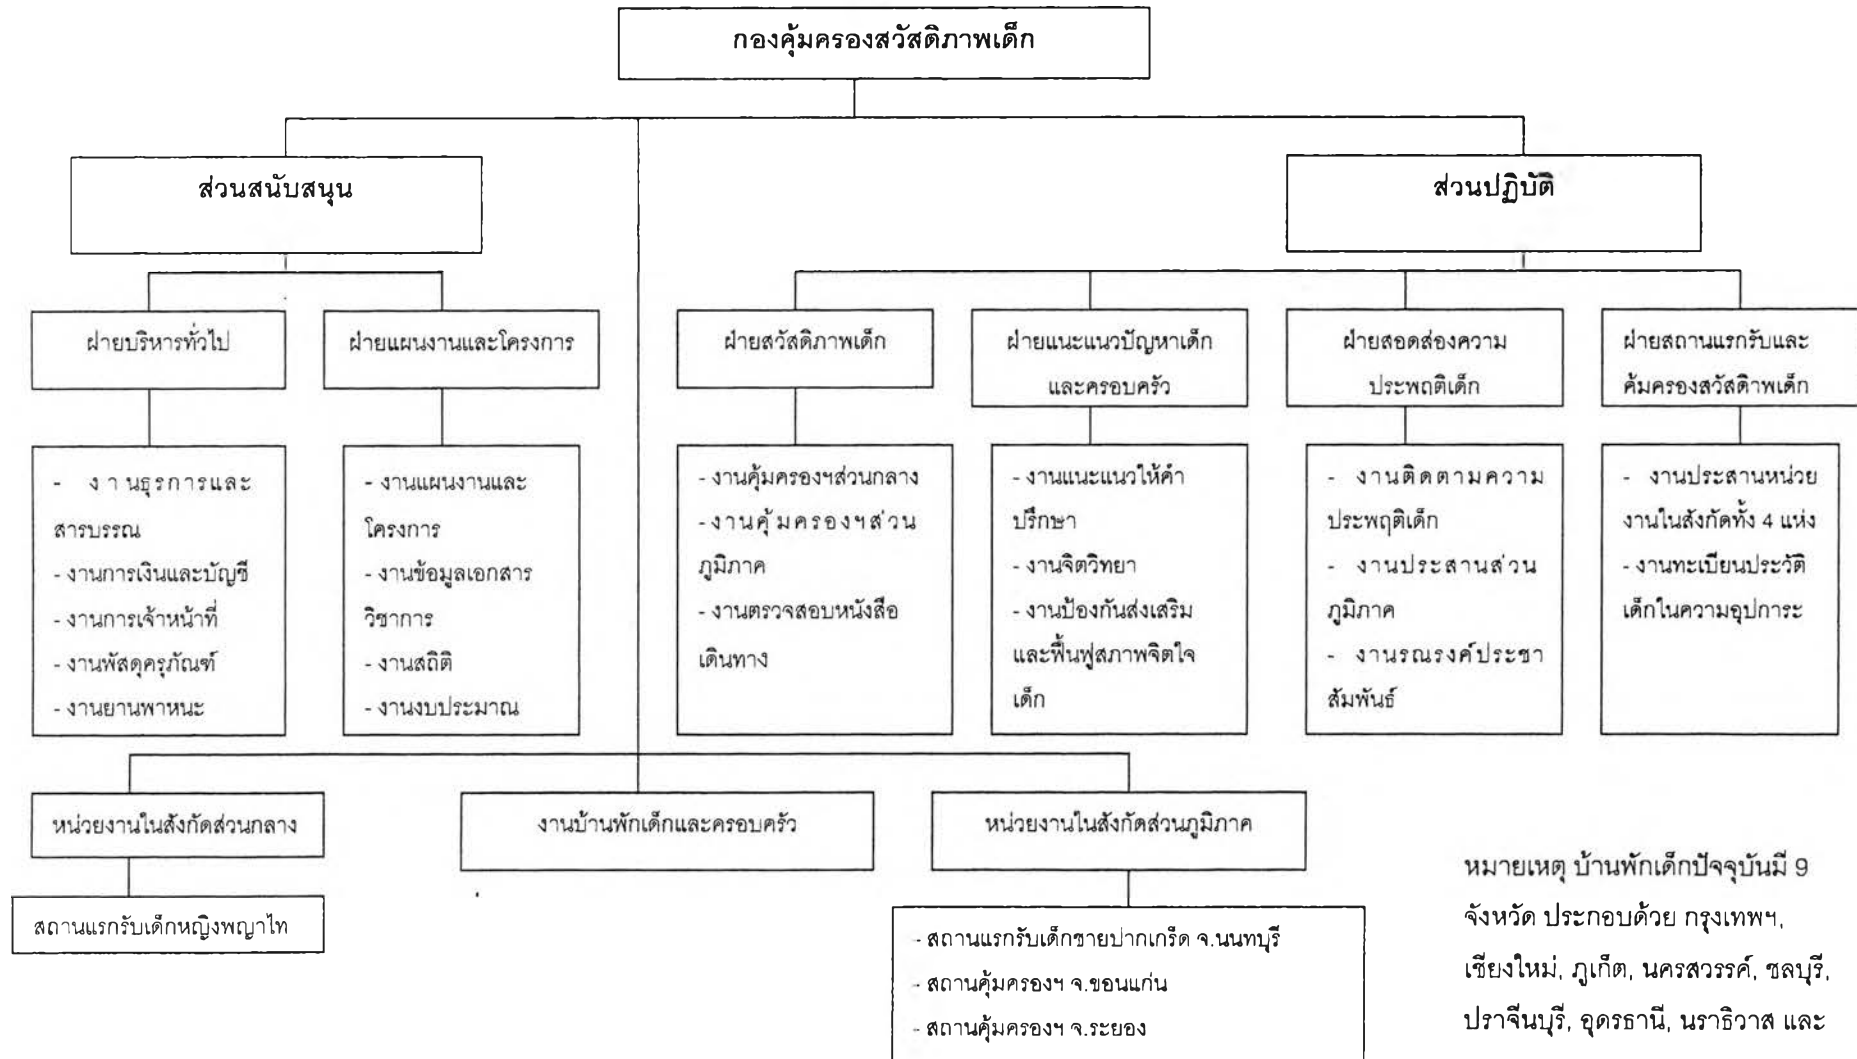 กองคุ้มครองสวัสดิภาพเด็ก
ส่วนสนับสนุน
ส่วนปฏิบัติ
ฝ่ายบริหารทั่วไป
ฝ่ายแผนงานและโครงการ
ฝ่ายสวัสดิภาพเด็ก
ฝ่ายแนะแนวปัญหาเด็ก
และครอบครัว
ฝ่ายสอดส่องความ
ประพฤติเด็ก
ฝ่ายสถานแรกรับและ
คุ้มครองสวัสดิาพเด็ก
- งานธุรการและ
สารบรรณ
- งานการเงินและบัญชี
- งานการเจ้าหน้าที่
- งานพัสดุครุภัณฑ์
- งานยานพาหนะ
- งานแผนงานและ
โครงการ
- งานข้อมูลเอกสาร
วิชาการ
- งานสถิติ
- งานงบประมาณ
- งานคุ้มครองฯส่วนกลาง
- งานคุ้มครองฯส่วน
ภูมิภาค
- งานตรวจสอบหนังสือ
เดินทาง
- งานแนะแนวให้คำ
ปรึกษา
- งานจิตวิทยา
- งานป้องกันส่งเสริม
และฟื้นฟูสภาพจิตใจ
เด็ก
- งานติดตามความ
ประพฤติเด็ก
- งานประสานส่วน
ภูมิภาค
- งานรณรงค์ประชา
สัมพันธ์
- งานประสานหน่วย
งานในสังกัดทั้ง 4 แห่ง
- งานทะเบียนประวัติ
เด็กในความอุปการะ
หน่วยงานในสังกัดส่วนกลาง
งานบ้านพักเด็กและครอบครัว
หน่วยงานในสังกัดส่วนภูมิภาค
สถานแรกรับเด็กหญิงพญาไท
- สถานแรกรับเด็กชายปากเกร็ด จ.นนทบุรี
- สถานคุ้มครองฯ จ.ขอนแก่น
- สถานคุ้มครองฯ จ.ระยอง
หมายเหตุ บ้านพักเด็กปัจจุบันมี 9
จังหวัด ประกอบด้วย กรุงเทพฯ,
เชียงใหม่, ภูเก็ต, นครสวรรค์, ชลบุรี,
ปราจีนบุรี, อุดรธานี, นราธิวาส และ